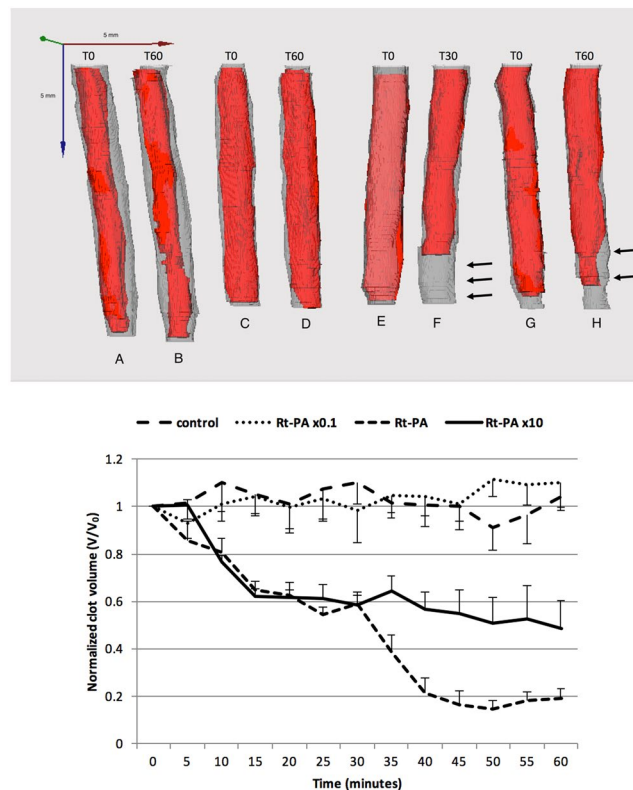 5 mm
T0 T60 T0 T60 T0 T30 T0 T60
5 mm
A B C D E F G H
control Rt-PA x0.1 Rt-PA Rt-PA x10
Normalized clot volume (V/V₀)
1.2
1
0.8
0.6
0.4
0.2
0
0 5 10 15 20 25 30 35 40 45 50 55 60
Time (minutes)